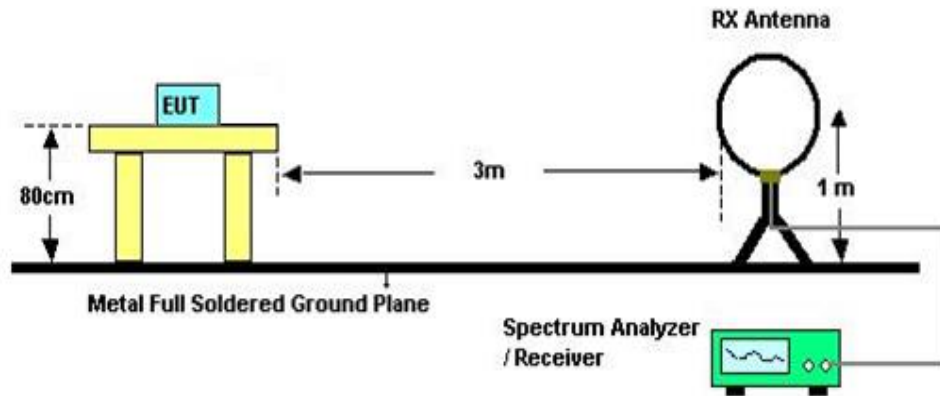 RX Antenna
EUT
80cm
3m
1 m
Metal Full Soldered Ground Plane
Spectrum Analyzer
/ Receiver